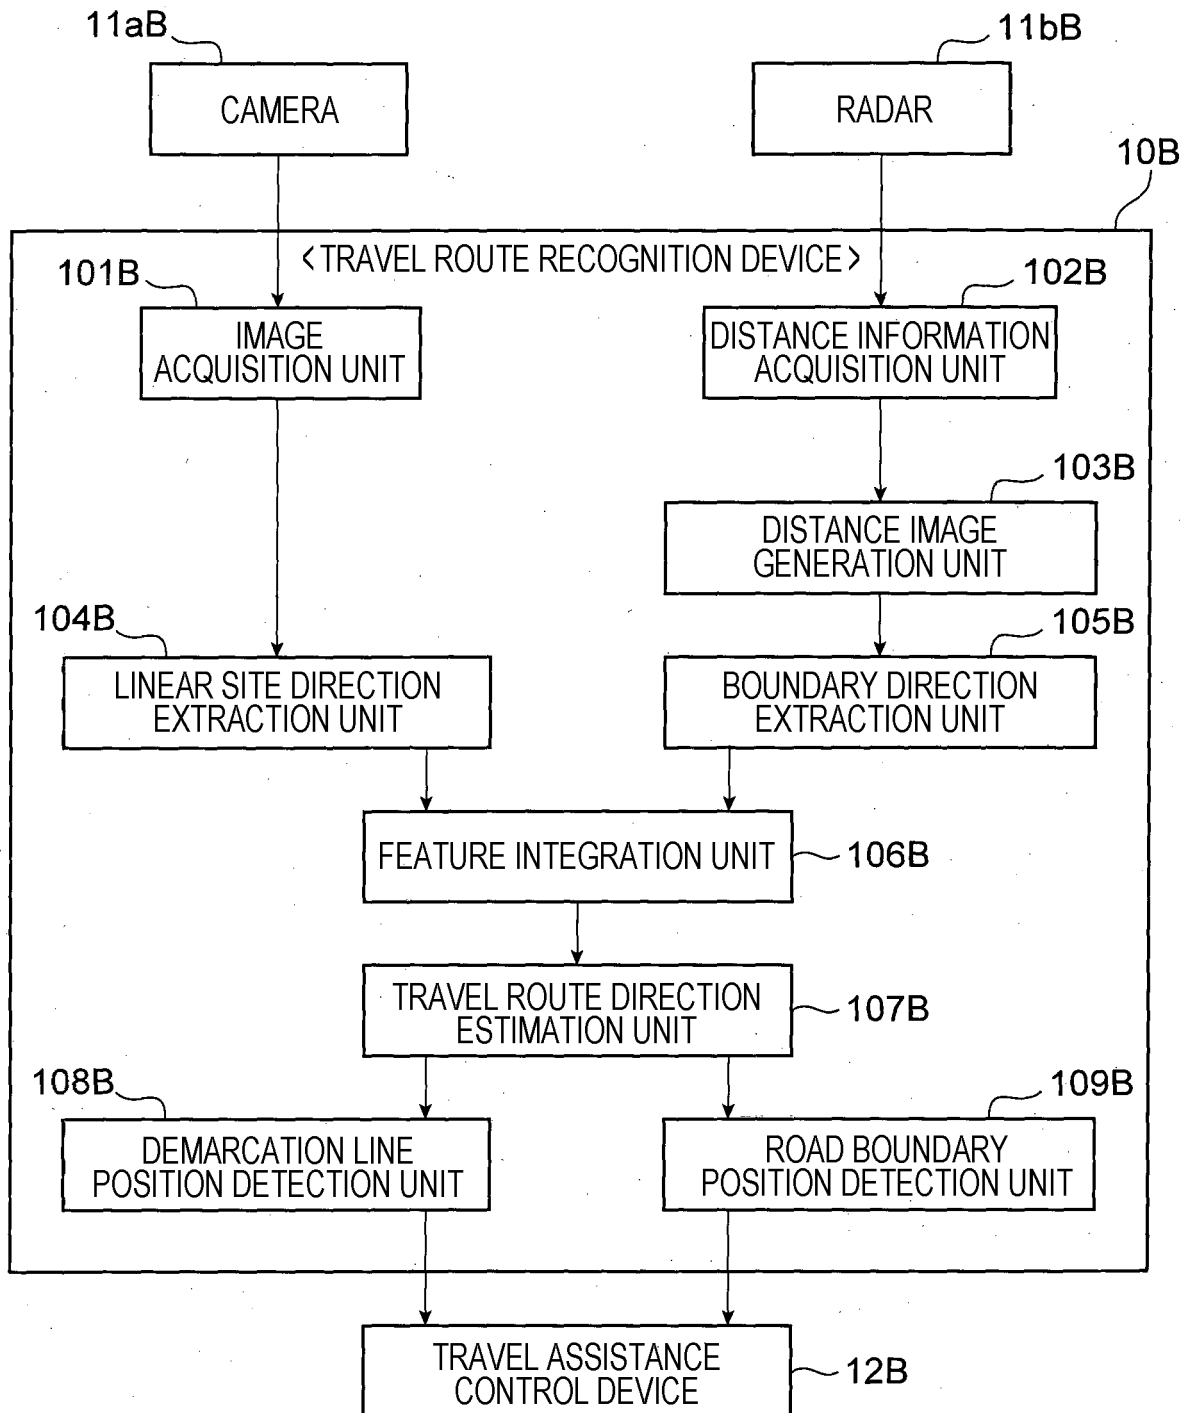 11aB
11bB
CAMERA
RADAR
10B
<TRAVEL ROUTE RECOGNITION DEVICE>
101B
102B
IMAGE
ACQUISITION UNIT
DISTANCE INFORMATION
ACQUISITION UNIT
103B
DISTANCE IMAGE
GENERATION UNIT
104B
105B
LINEAR SITE DIRECTION
EXTRACTION UNIT
BOUNDARY DIRECTION
EXTRACTION UNIT
FEATURE INTEGRATION UNIT
106B
TRAVEL ROUTE DIRECTION
ESTIMATION UNIT
107B
108B
109B
DEMARCATION LINE
POSITION DETECTION UNIT
ROAD BOUNDARY
POSITION DETECTION UNIT
TRAVEL ASSISTANCE
CONTROL DEVICE
12B